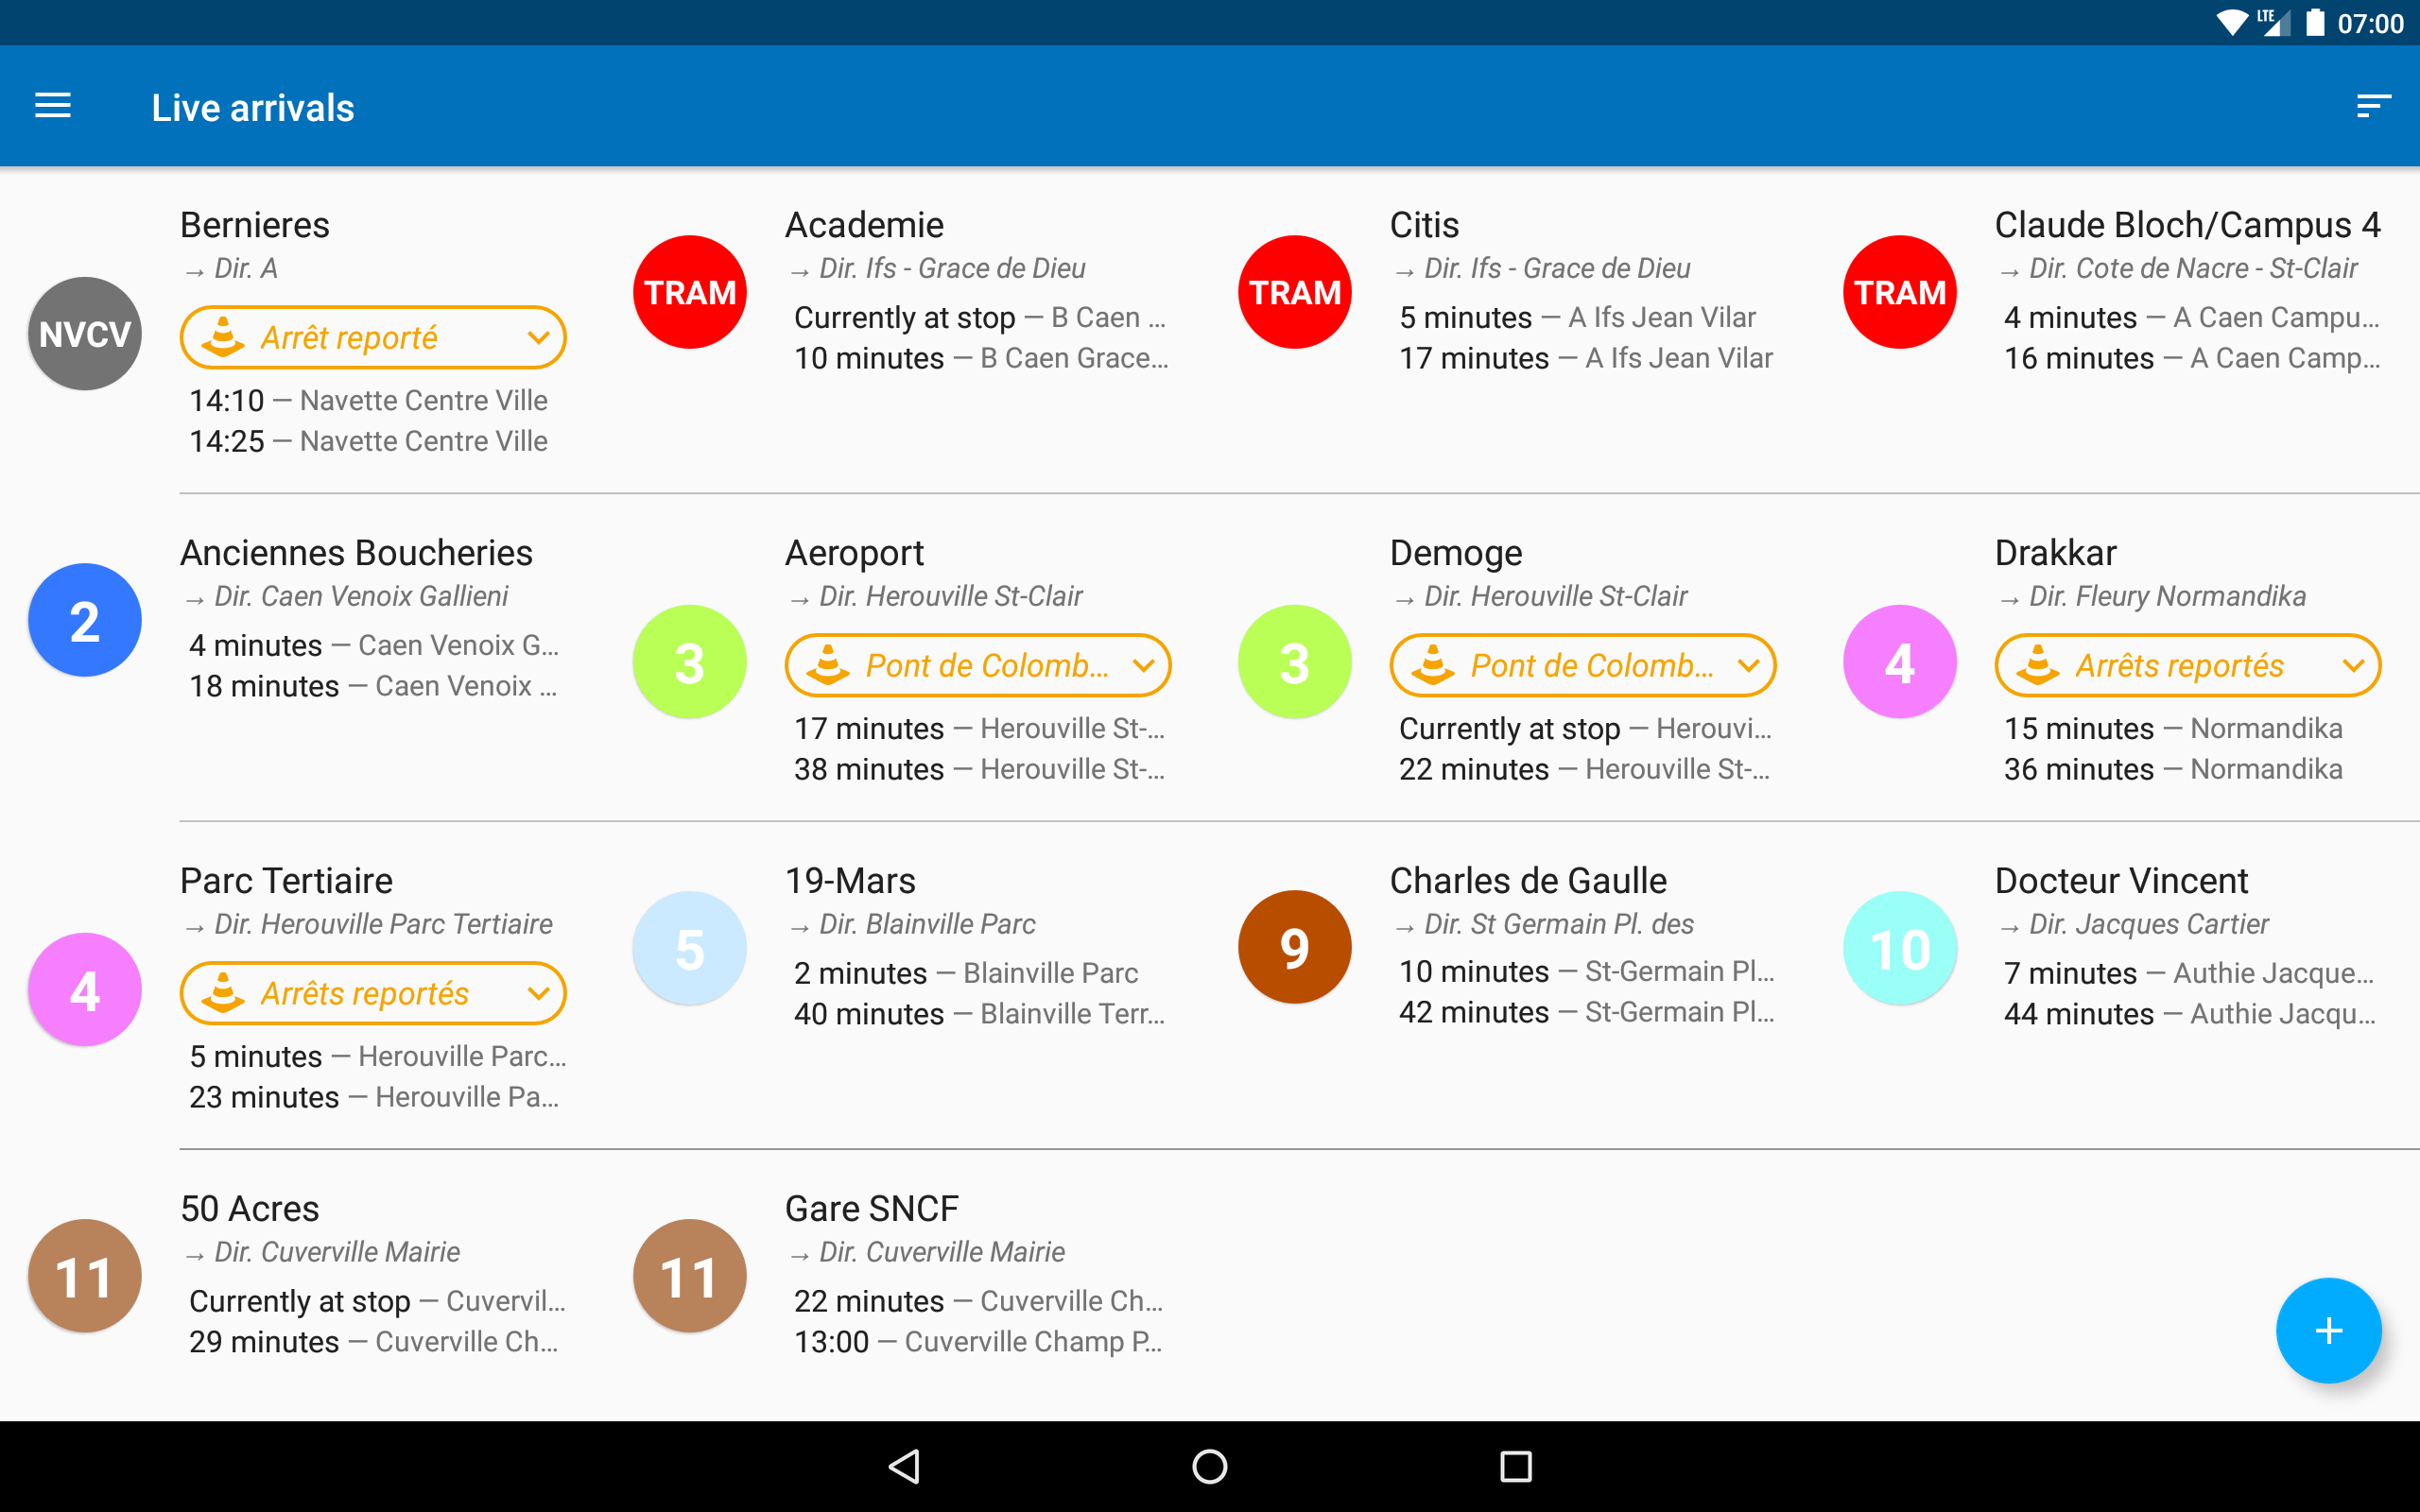 LTE 07:00
Live arrivals
NVCV
Bernieres
→ Dir. A
Arrêt reporté
14:10 — Navette Centre Ville
14:25 — Navette Centre Ville
TRAM
Academie
→ Dir. Ifs - Grace de Dieu
Currently at stop — B Caen ...
10 minutes — B Caen Grace...
TRAM
Citis
→ Dir. Ifs - Grace de Dieu
5 minutes — A Ifs Jean Vilar
17 minutes — A Ifs Jean Vilar
TRAM
Claude Bloch/Campus 4
→ Dir. Cote de Nacre - St-Clair
4 minutes — A Caen Campu...
16 minutes — A Caen Camp...
2
Anciennes Boucheries
→ Dir. Caen Venoix Gallieni
4 minutes — Caen Venoix G...
18 minutes — Caen Venoix ...
3
Aeroport
→ Dir. Herouville St-Clair
Pont de Colomb...
17 minutes — Herouville St-...
38 minutes — Herouville St-...
3
Demoge
→ Dir. Herouville St-Clair
Pont de Colomb...
Currently at stop — Herouvi...
22 minutes — Herouville St-...
4
Drakkar
→ Dir. Fleury Normandika
Arrêts reportés
15 minutes — Normandika
36 minutes — Normandika
4
Parc Tertiaire
→ Dir. Herouville Parc Tertiaire
Arrêts reportés
5 minutes — Herouville Parc...
23 minutes — Herouville Pa...
5
19-Mars
→ Dir. Blainville Parc
2 minutes — Blainville Parc
40 minutes — Blainville Terr...
9
Charles de Gaulle
→ Dir. St Germain Pl. des
10 minutes — St-Germain Pl...
42 minutes — St-Germain Pl...
10
Docteur Vincent
→ Dir. Jacques Cartier
7 minutes — Authie Jacque...
44 minutes — Authie Jacqu...
11
50 Acres
→ Dir. Cuverville Mairie
Currently at stop — Cuvervil...
29 minutes — Cuverville Ch...
11
Gare SNCF
→ Dir. Cuverville Mairie
22 minutes — Cuverville Ch...
13:00 — Cuverville Champ P...